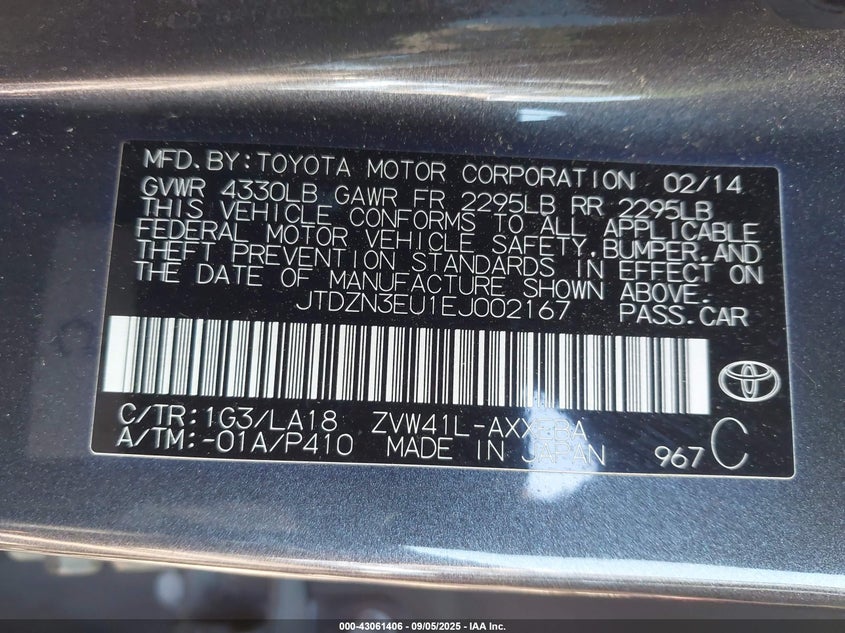 MFD.BY:TOYOTA MOTOR CORPORATION 02/14
GVWR 4330LB GAWR FR 2295LB RR 2295LB
THIS VEHICLE CONFORMS TO ALL APPLICABLE
FEDERAL MOTOR VEHICLE SAFETY,BUMPER,AND
THEFT PREVENTION STANDARDS IN EFFECT ON
THE DATE OF MANUFACTURE SHOWN ABOVE.
JTDZN3EU1EJ002167 PASS.CAR
C/TR:1G3/LA18 ZVW41L-AXXEBA
A/TM:-01A/P410 MADE IN JAPAN 967 C
000-43061406 - 09/05/2025 - IAA Inc.